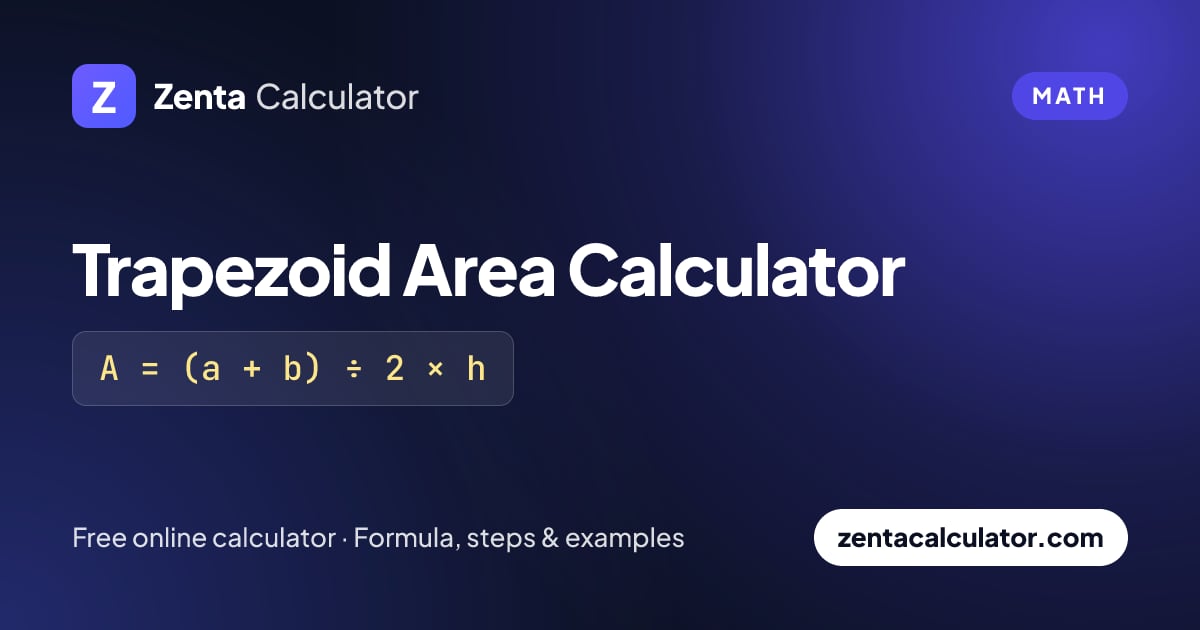 Z
Zenta Calculator
MATH
Trapezoid Area Calculator
A = (a + b) ÷ 2 × h
Free online calculator · Formula, steps & examples
zentacalculator.com